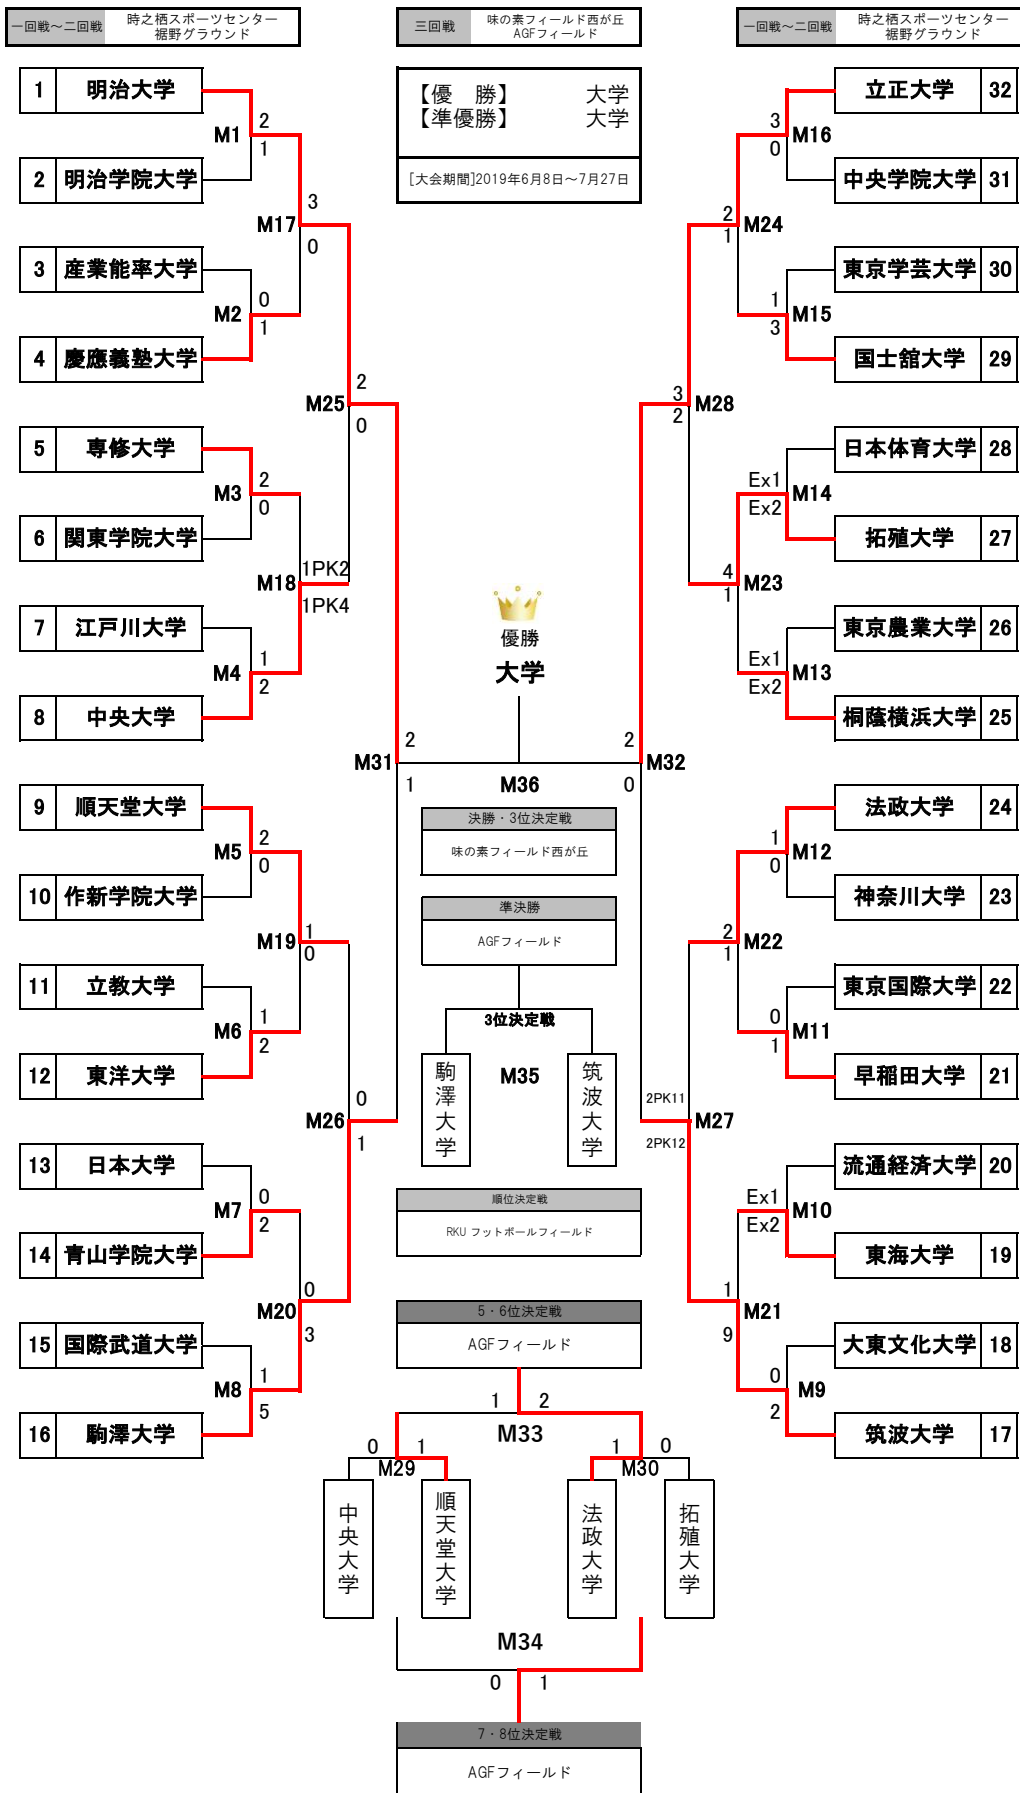 一回戦～二回戦 時之栖スポーツセンター
裾野グラウンド
三回戦 味の素フィールド西が丘
AGFフィールド
一回戦～二回戦 時之栖スポーツセンター
裾野グラウンド
【優　勝】 大学
【準優勝】 大学
[大会期間]2019年6月8日～7月27日
1 明治大学
M1 2
1
2 明治学院大学
M17 3
0
3 産業能率大学
M2 0
1
4 慶應義塾大学
M25 2
0
5 専修大学
M3 2
0
6 関東学院大学
M18 1PK2
1PK4
7 江戸川大学
M4 1
2
8 中央大学
M31 2
1
9 順天堂大学
M5 2
0
10 作新学院大学
M19 1
0
11 立教大学
M6 1
2
12 東洋大学
M26 0
1
13 日本大学
M7 0
2
14 青山学院大学
M20 0
3
15 国際武道大学
M8 1
5
16 駒澤大学
立正大学 32
3 M16
0
中央学院大学 31
2 M24
1
東京学芸大学 30
1 M15
3
国士舘大学 29
3 M28
2
日本体育大学 28
Ex1 M14
Ex2
拓殖大学 27
4 M23
1
東京農業大学 26
Ex1 M13
Ex2
桐蔭横浜大学 25
2 M32
0
法政大学 24
1 M12
0
神奈川大学 23
2 M22
1
東京国際大学 22
0 M11
1
早稲田大学 21
2PK11 M27
2PK12
流通経済大学 20
Ex1 M10
Ex2
東海大学 19
1 M21
9
大東文化大学 18
0 M9
2
筑波大学 17
優勝
大学
M36
決勝・3位決定戦
味の素フィールド西が丘
準決勝
AGFフィールド
3位決定戦
駒澤大学 M35 筑波大学
順位決定戦
RKU フットボールフィールド
5・6位決定戦
AGFフィールド
1 2
M33
0 1 1 0
M29 M30
中央大学
順天堂大学
法政大学
拓殖大学
M34
0 1
7・8位決定戦
AGFフィールド